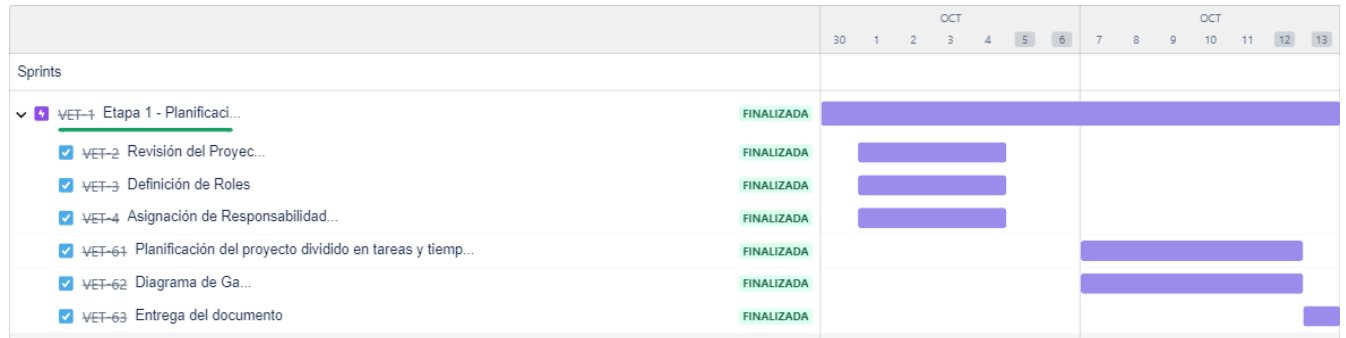 OCT OCT
30 1 2 3 4 5 6 7 8 9 10 11 12 13
Sprints
VET-1 Etapa 1 - Planificaci... FINALIZADA
VET-2 Revisión del Proyec... FINALIZADA
VET-3 Definición de Roles FINALIZADA
VET-4 Asignación de Responsabilidad... FINALIZADA
VET-61 Planificación del proyecto dividido en tareas y tiemp... FINALIZADA
VET-62 Diagrama de Ga... FINALIZADA
VET-63 Entrega del documento FINALIZADA